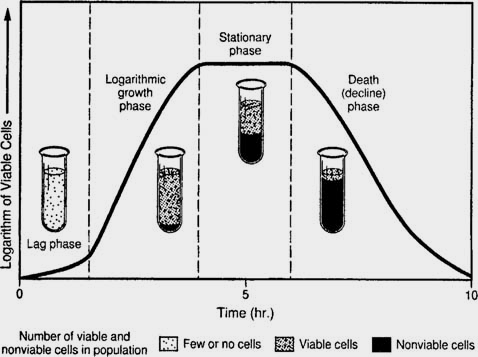 Stationary
phase
Logarithmic
growth
phase
Death
(decline)
phase
Lag phase
Logarithm of Viable Cells
0
5
10
Time (hr.)
Number of viable and
nonviable cells in population
Few or no cells
Viable cells
Nonviable cells